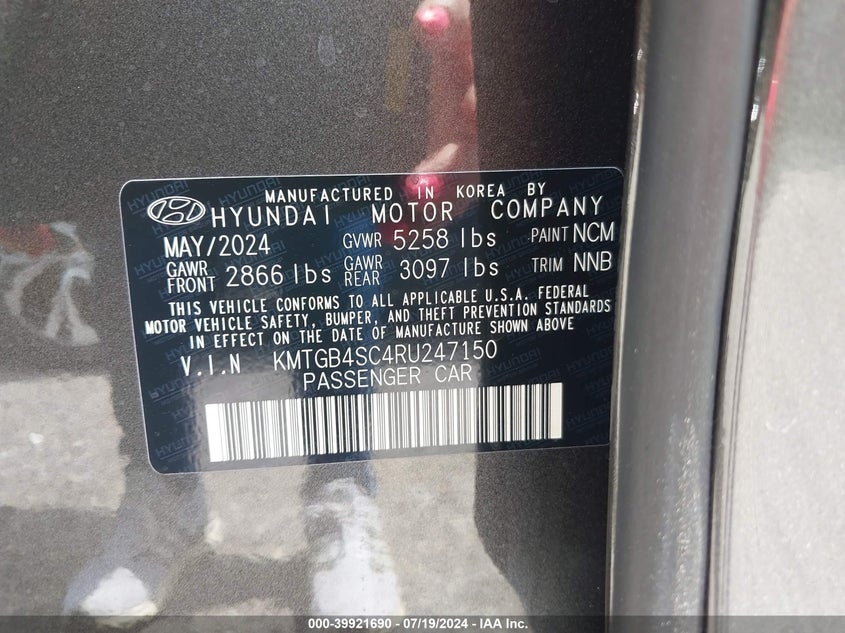 MANUFACTURED IN KOREA BY
HYUNDAI MOTOR COMPANY
MAY/2024 GVWR 5258 lbs PAINT NCM
GAWR FRONT 2866 lbs GAWR REAR 3097 lbs TRIM NNB
THIS VEHICLE CONFORMS TO ALL APPLICABLE U.S.A. FEDERAL
MOTOR VEHICLE SAFETY, BUMPER, AND THEFT PREVENTION STANDARDS
IN EFFECT ON THE DATE OF MANUFACTURE SHOWN ABOVE
V.I.N KMTGB4SC4RU247150
PASSENGER CAR
000-39921690 - 07/19/2024 - IAA Inc.